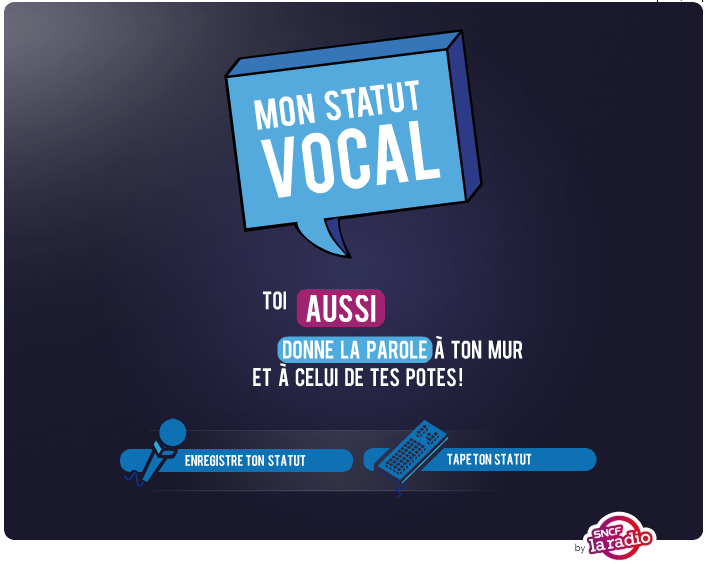 MON STATUT
VOCAL
TOI AUSSI
DONNE LA PAROLE À TON MUR
ET À CELUI DE TES POTES!
ENREGISTRE TON STATUT
TAPE TON STATUT
by SNCF
la radio